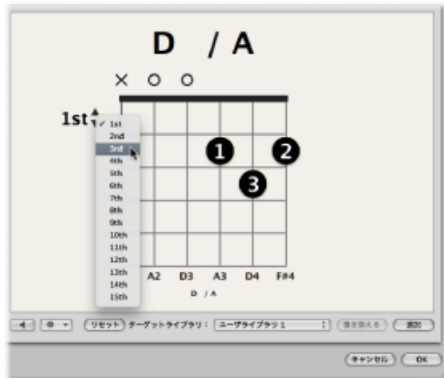 D / A
× ○ ○
1st
✓ 1st
2nd
3rd
4th
5th
6th
7th
8th
9th
10th
11th
12th
13th
14th
15th
1
2
3
A2 D3 A3 D4 F#4
D / A
リセット ターゲットライブラリ： ユーザライブラリ 1 置き換える 追加
キャンセル OK